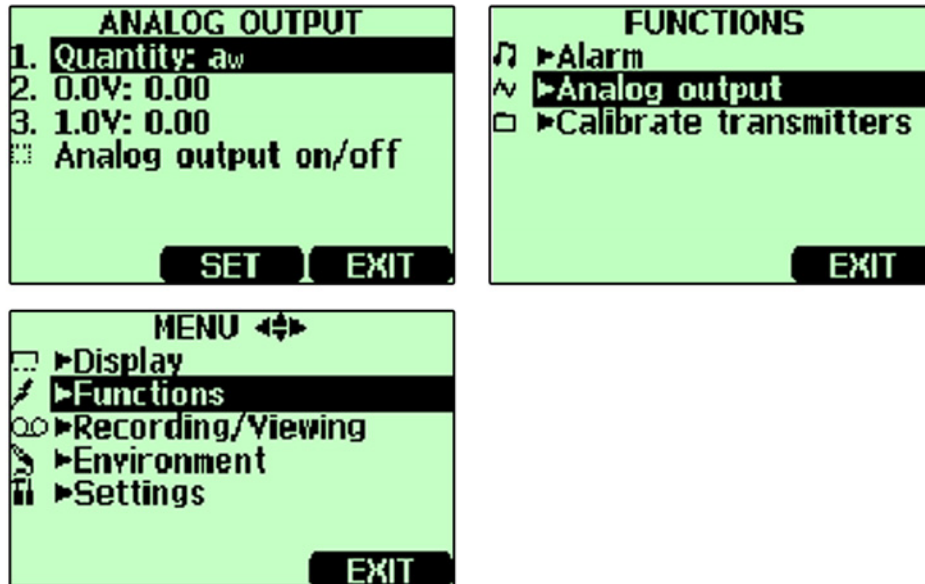 ANALOG OUTPUT
1. Quantity: aw
2. 0.0V: 0.00
3. 1.0V: 0.00
Analog output on/off
SET EXIT
FUNCTIONS
Alarm
Analog output
Calibrate transmitters
EXIT
MENU
Display
Functions
Recording/Viewing
Environment
Settings
EXIT